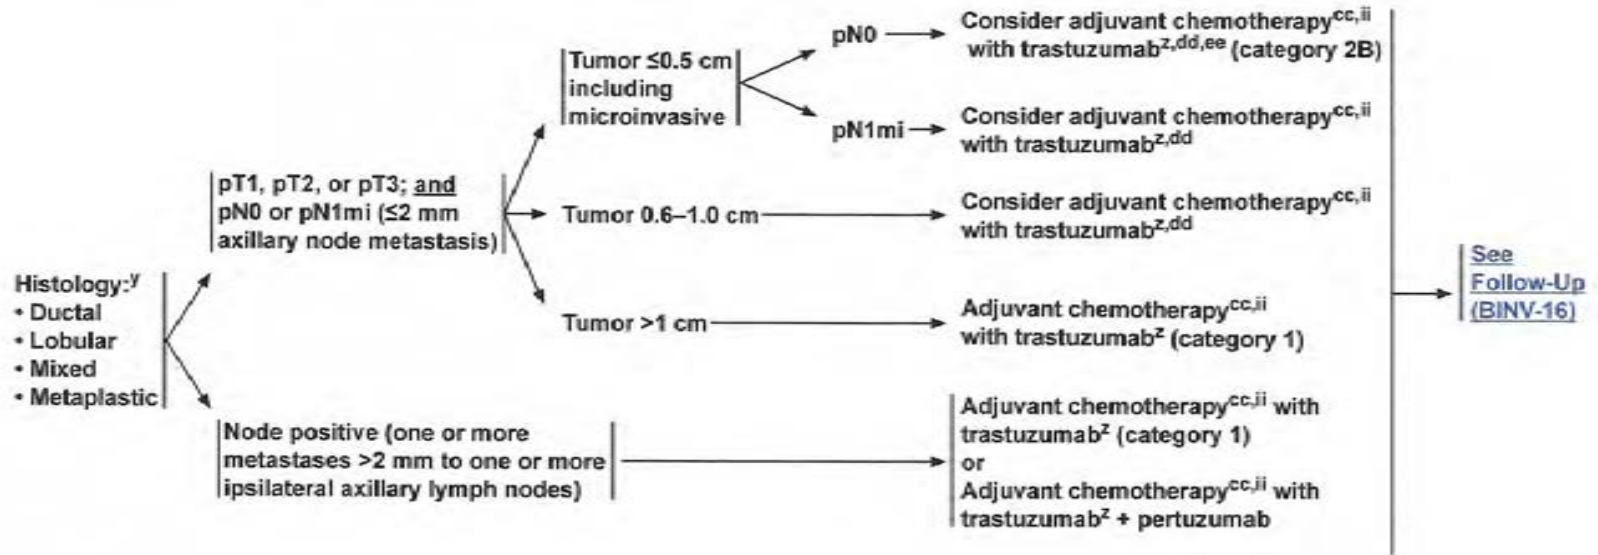 Histology:y
• Ductal
• Lobular
• Mixed
• Metaplastic
pT1, pT2, or pT3; and
pN0 or pN1mi (≤2 mm
axillary node metastasis)
Tumor ≤0.5 cm
including
microinvasive
pN0
Consider adjuvant chemotherapycc,ii
with trastuzumabz,dd,ee (category 2B)
pN1mi
Consider adjuvant chemotherapycc,ii
with trastuzumabz,dd
Tumor 0.6–1.0 cm
Consider adjuvant chemotherapycc,ii
with trastuzumabz,dd
Tumor >1 cm
Adjuvant chemotherapycc,ii
with trastuzumabz (category 1)
Node positive (one or more
metastases >2 mm to one or more
ipsilateral axillary lymph nodes)
Adjuvant chemotherapycc,ii with
trastuzumabz (category 1)
or
Adjuvant chemotherapycc,ii with
trastuzumabz + pertuzumab
See
Follow-Up
(BINV-16)